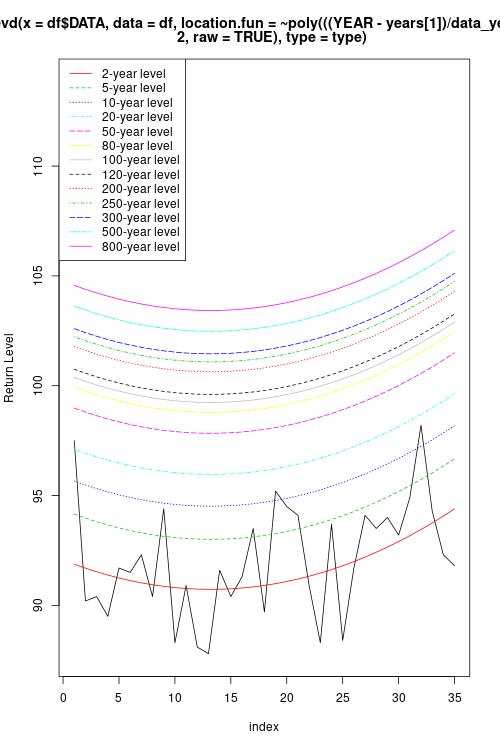 evd(x = df$DATA, data = df, location.fun = ~poly(((YEAR - years[1])/data_ye
2, raw = TRUE), type = type)
2-year level
5-year level
10-year level
20-year level
50-year level
80-year level
100-year level
120-year level
200-year level
250-year level
300-year level
500-year level
800-year level
110
105
100
95
90
Return Level
0 5 10 15 20 25 30 35
index